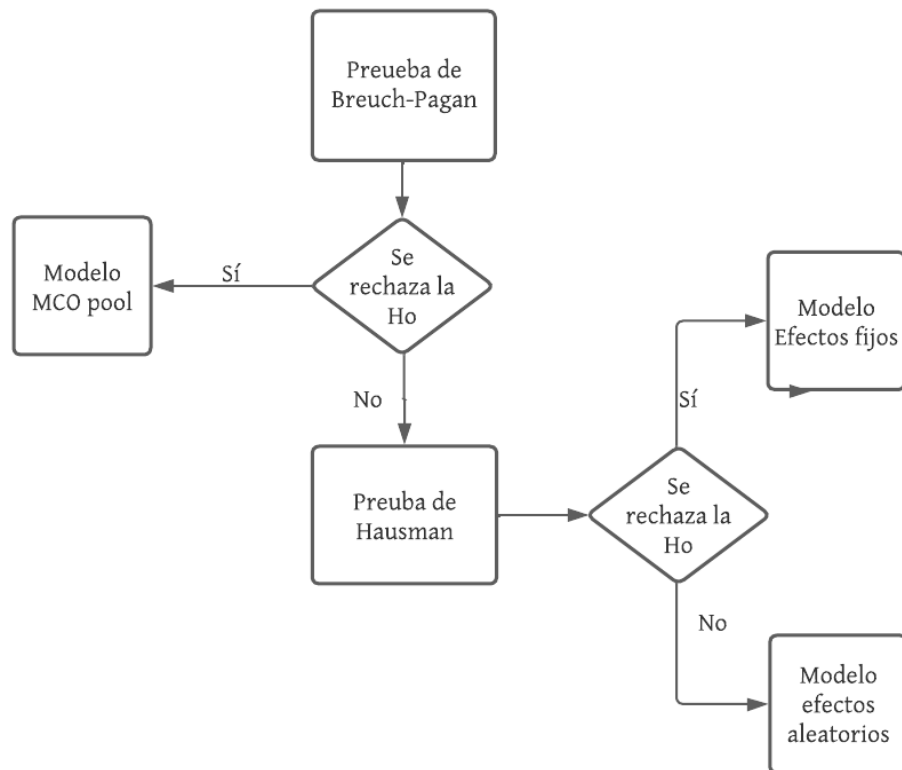 Preueba de
Breuch-Pagan
Se
rechaza la
Ho
Sí
Modelo
MCO pool
No
Preuba de
Hausman
Se
rechaza la
Ho
Sí
Modelo
Efectos fijos
No
Modelo
efectos
aleatorios